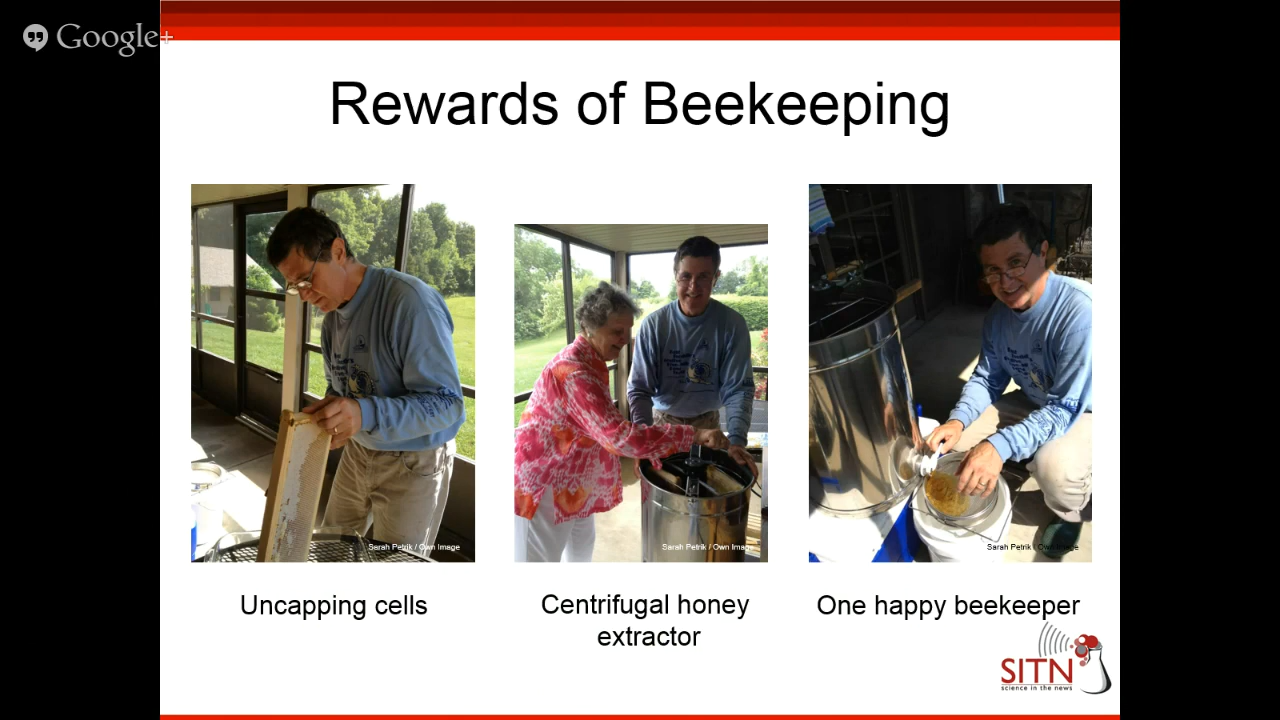 Google+
Rewards of Beekeeping
Sarah Petrik / Own Image
Sarah Petrik / Own Image
Sarah Petrik / Own Image
Uncapping cells
Centrifugal honey
extractor
One happy beekeeper
SITN
science in the news